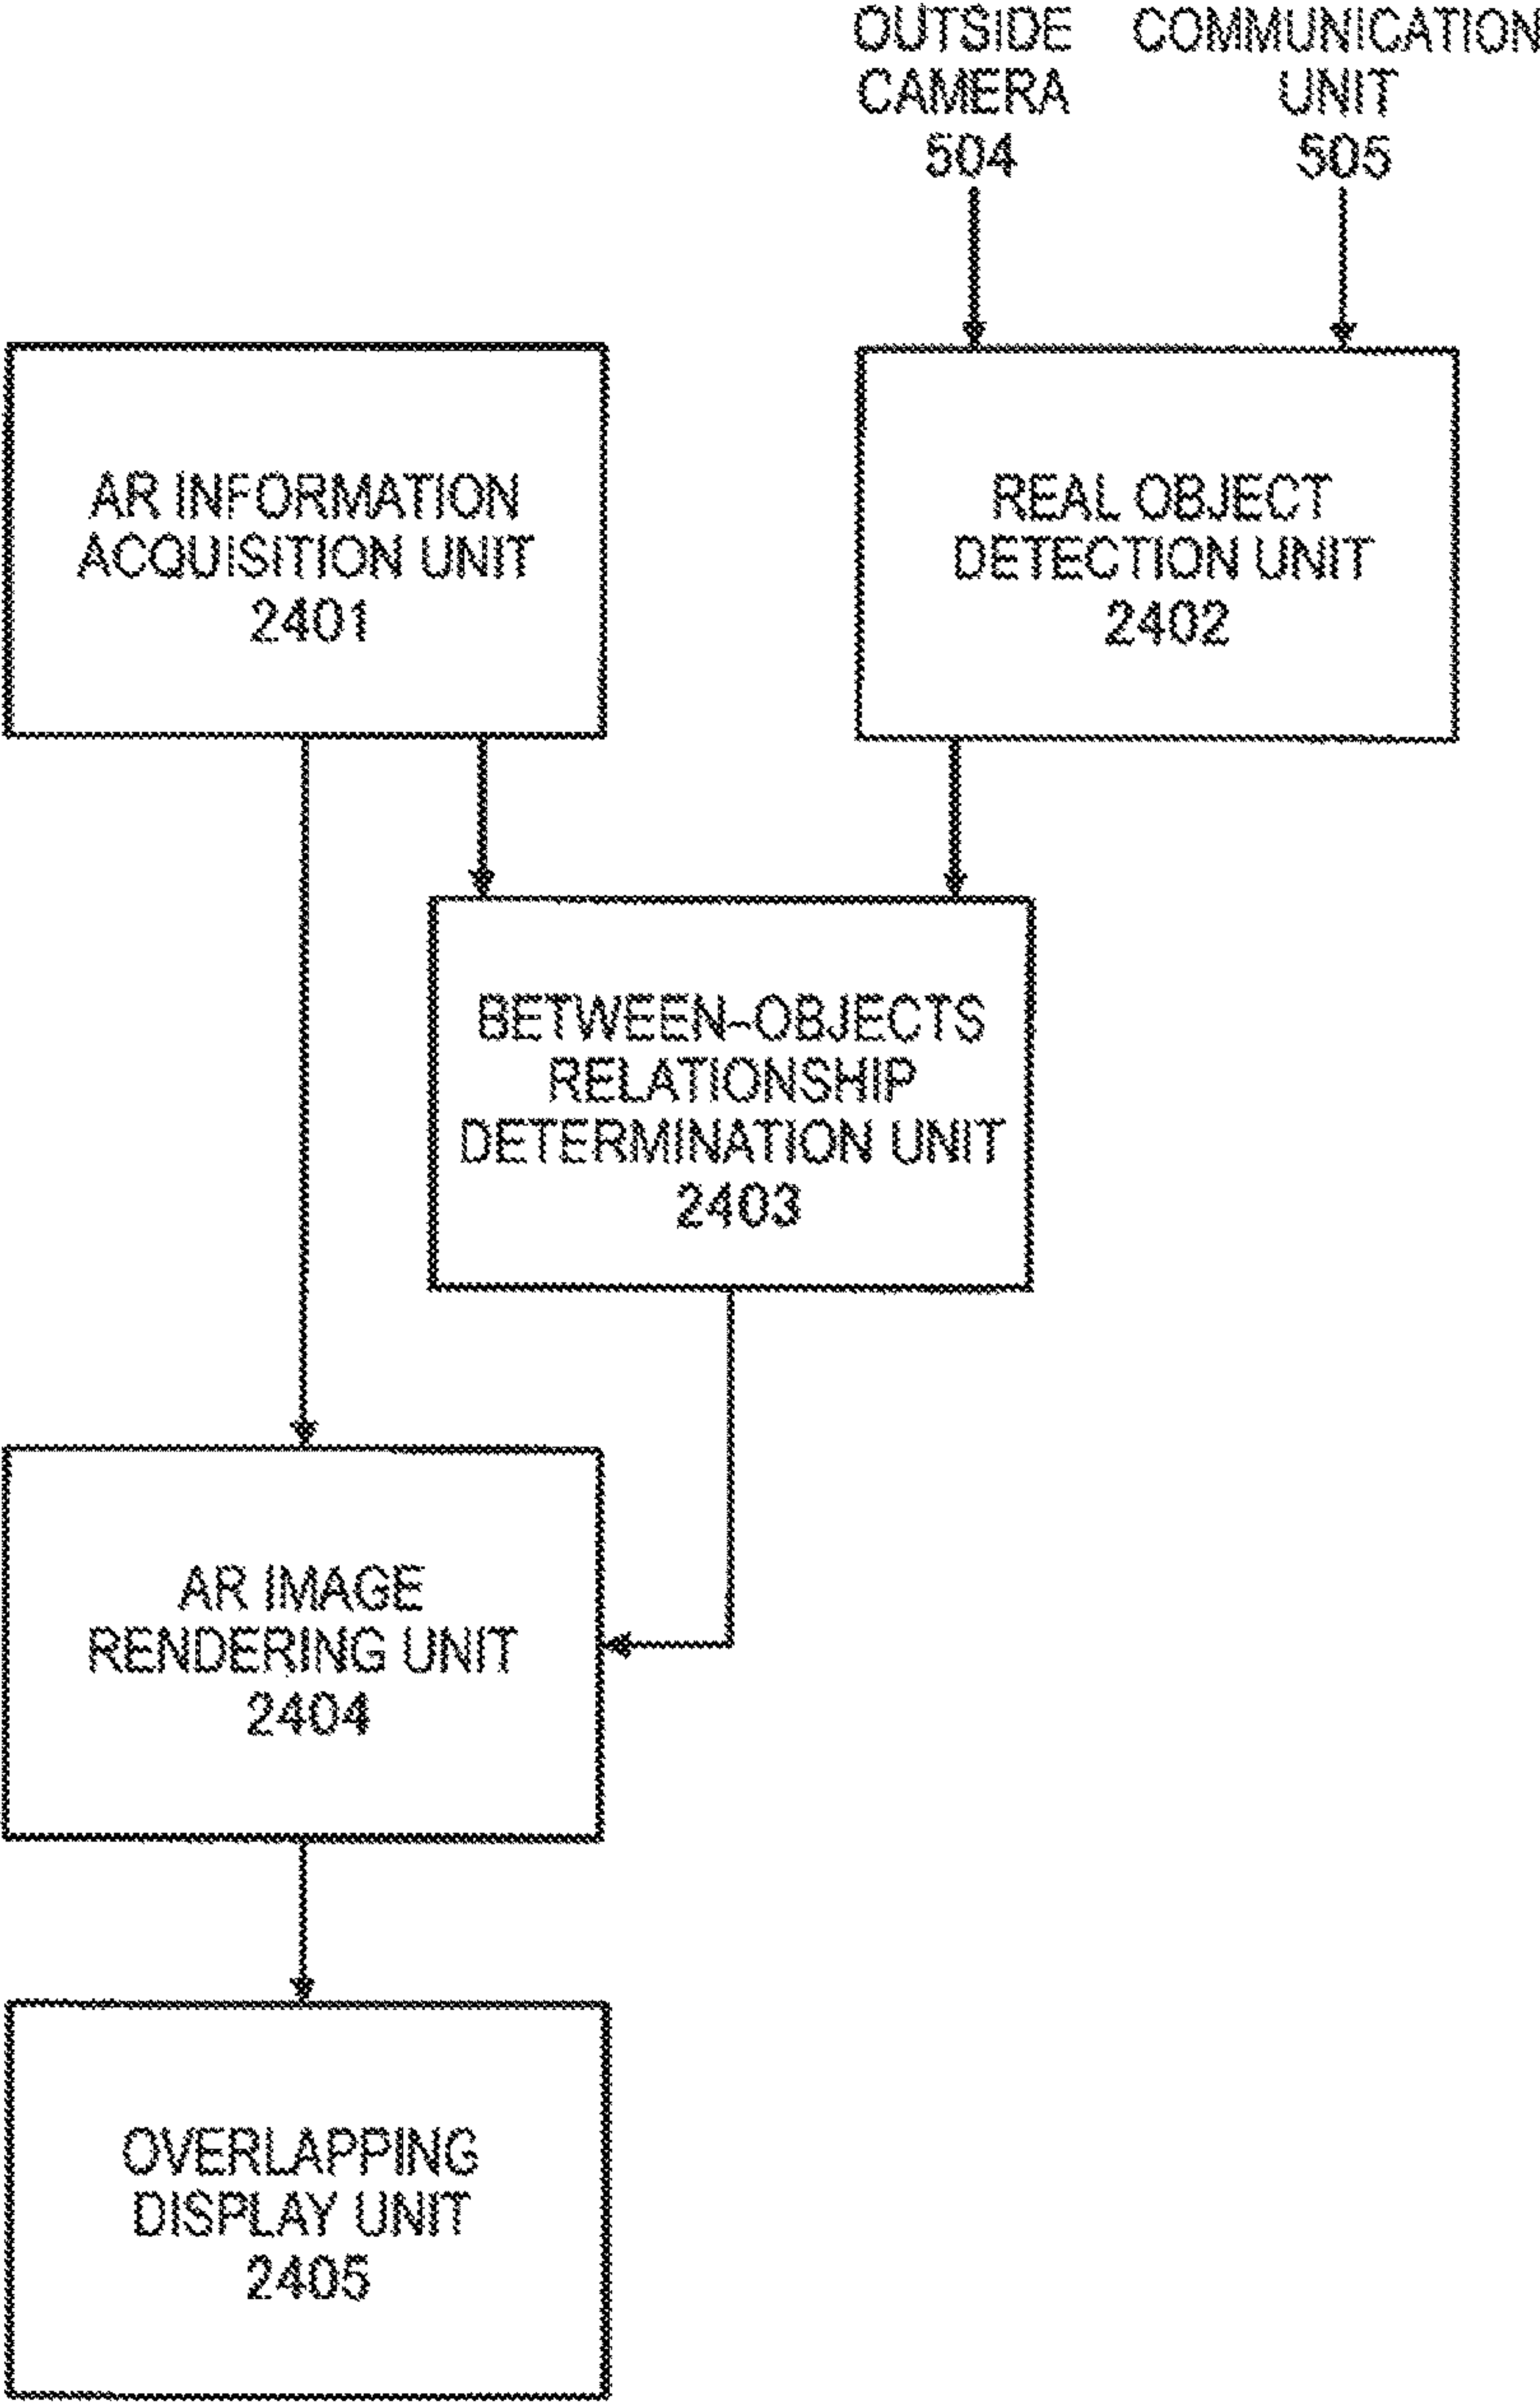 OUTSIDE
CAMERA
504
COMMUNICATION
UNIT
505
AR INFORMATION
ACQUISITION UNIT
2401
REAL OBJECT
DETECTION UNIT
2402
BETWEEN-OBJECTS
RELATIONSHIP
DETERMINATION UNIT
2403
AR IMAGE
RENDERING UNIT
2404
OVERLAPPING
DISPLAY UNIT
2405